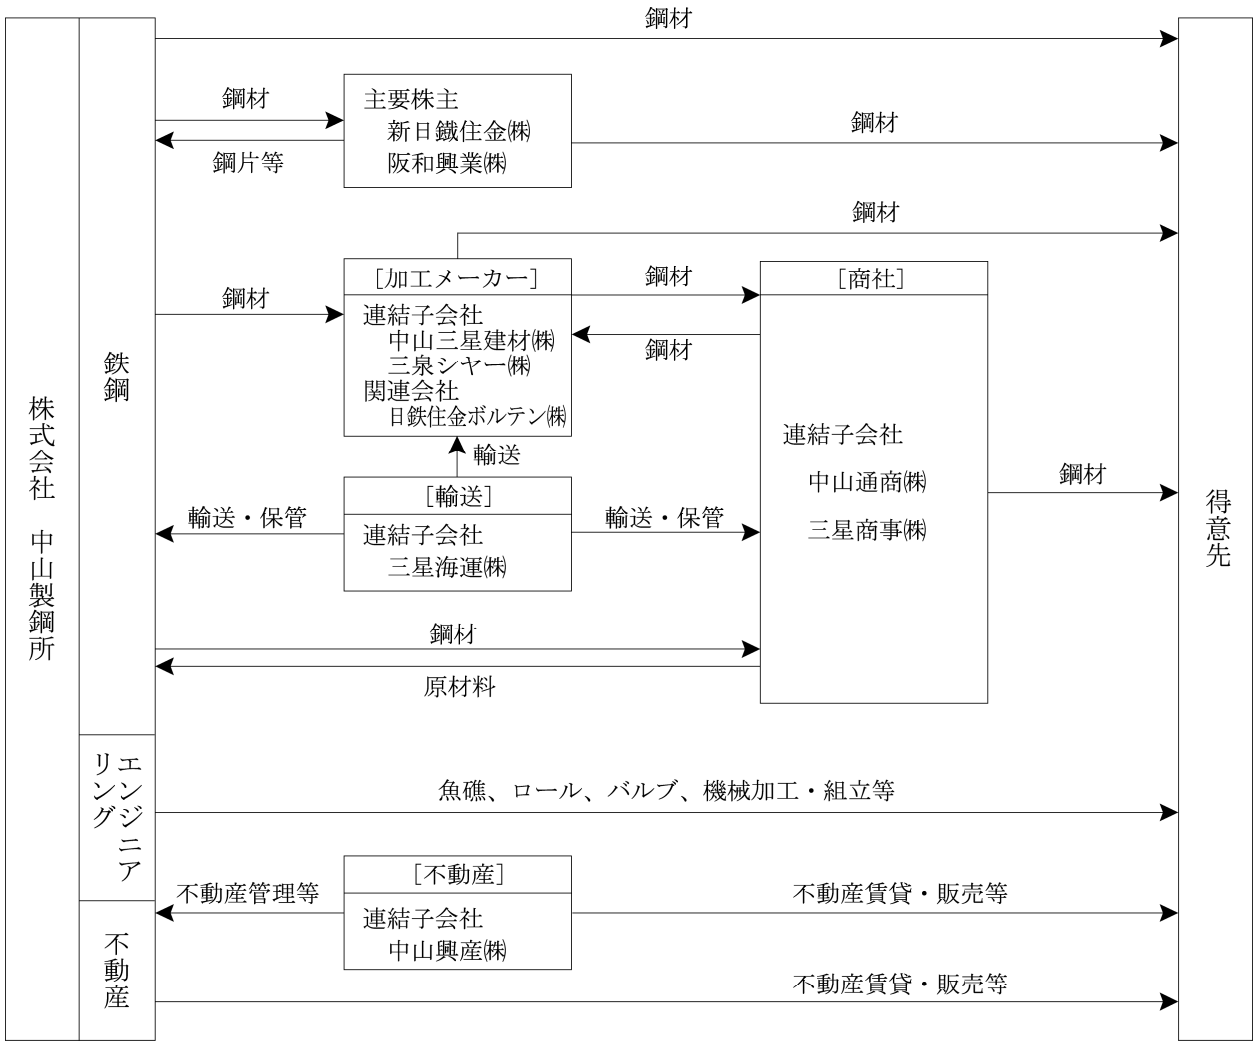 鋼材
鋼材
鋼片等
主要株主
新日鐵住金㈱
阪和興業㈱
鋼材
鋼材
鋼材
[加工メーカー]
連結子会社
中山三星建材㈱
三泉シヤー㈱
関連会社
日鉄住金ボルテン㈱
鋼材
鋼材
[商社]
連結子会社
中山通商㈱
三星商事㈱
鋼材
輸送
[輸送]
連結子会社
三星海運㈱
輸送・保管
輸送・保管
鋼材
原材料
株式会社 中山製鋼所
鉄鋼
エンジニア
リング
不動産
魚礁、ロール、バルブ、機械加工・組立等
[不動産]
連結子会社
中山興産㈱
不動産管理等
不動産賃貸・販売等
不動産賃貸・販売等
得意先